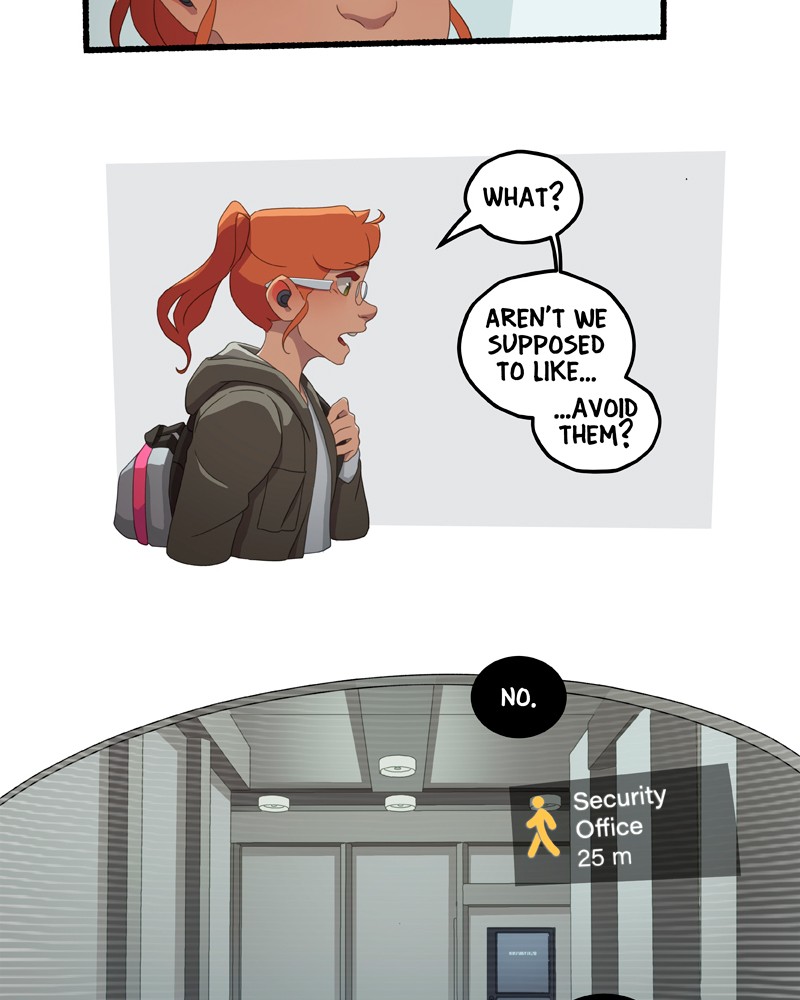 WHAT?
AREN'T WE
SUPPOSED
TO LIKE...
...AVOID
THEM?
NO.
Security
Office
25 m